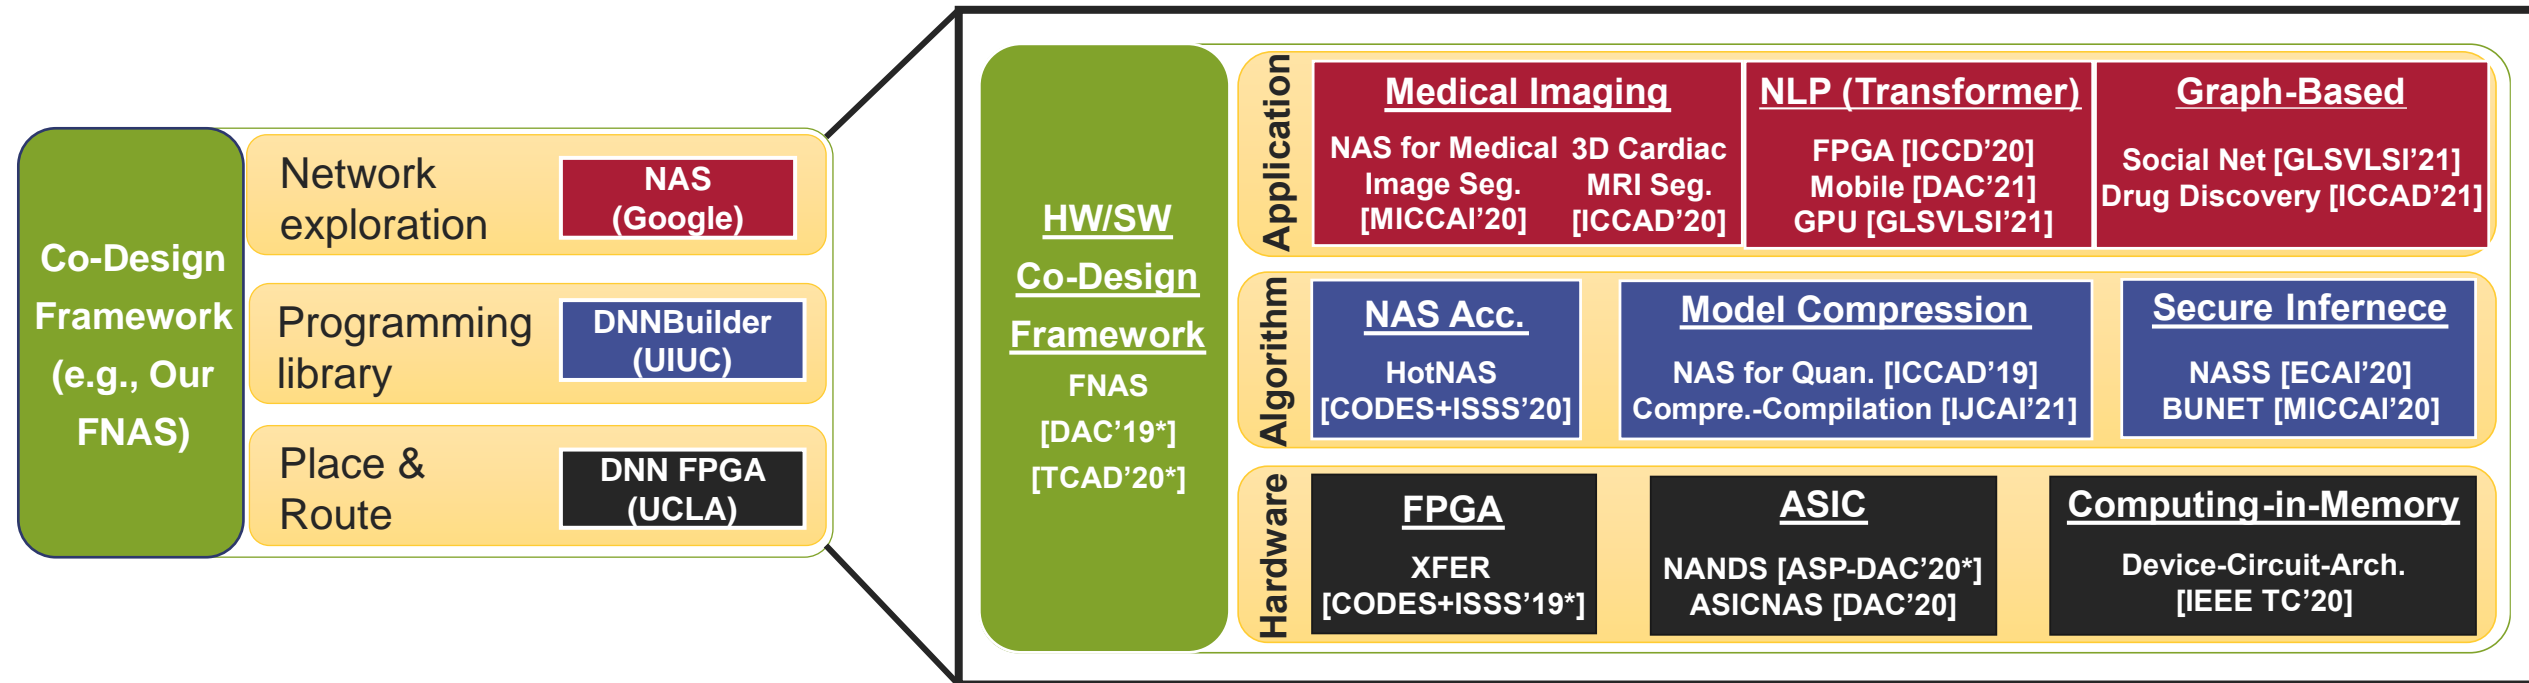 Co-Design
Framework
(e.g., Our
FNAS)
Network
exploration
NAS
(Google)
Programming
library
DNNBuilder
(UIUC)
Place &
Route
DNN FPGA
(UCLA)
HW/SW
Co-Design
Framework
FNAS
[DAC’19*]
[TCAD’20*]
Application
Medical Imaging
NAS for Medical
Image Seg.
[MICCAI’20]
3D Cardiac
MRI Seg.
[ICCAD’20]
NLP (Transformer)
FPGA [ICCD’20]
Mobile [DAC’21]
GPU [GLSVLSI’21]
Graph-Based
Social Net [GLSVLSI’21]
Drug Discovery [ICCAD’21]
Algorithm
NAS Acc.
HotNAS
[CODES+ISSS’20]
Model Compression
NAS for Quan. [ICCAD’19]
Compre.-Compilation [IJCAI’21]
Secure Infernece
NASS [ECAI’20]
BUNET [MICCAI’20]
Hardware
FPGA
XFER
[CODES+ISSS’19*]
ASIC
NANDS [ASP-DAC’20*]
ASICNAS [DAC’20]
Computing-in-Memory
Device-Circuit-Arch.
[IEEE TC’20]